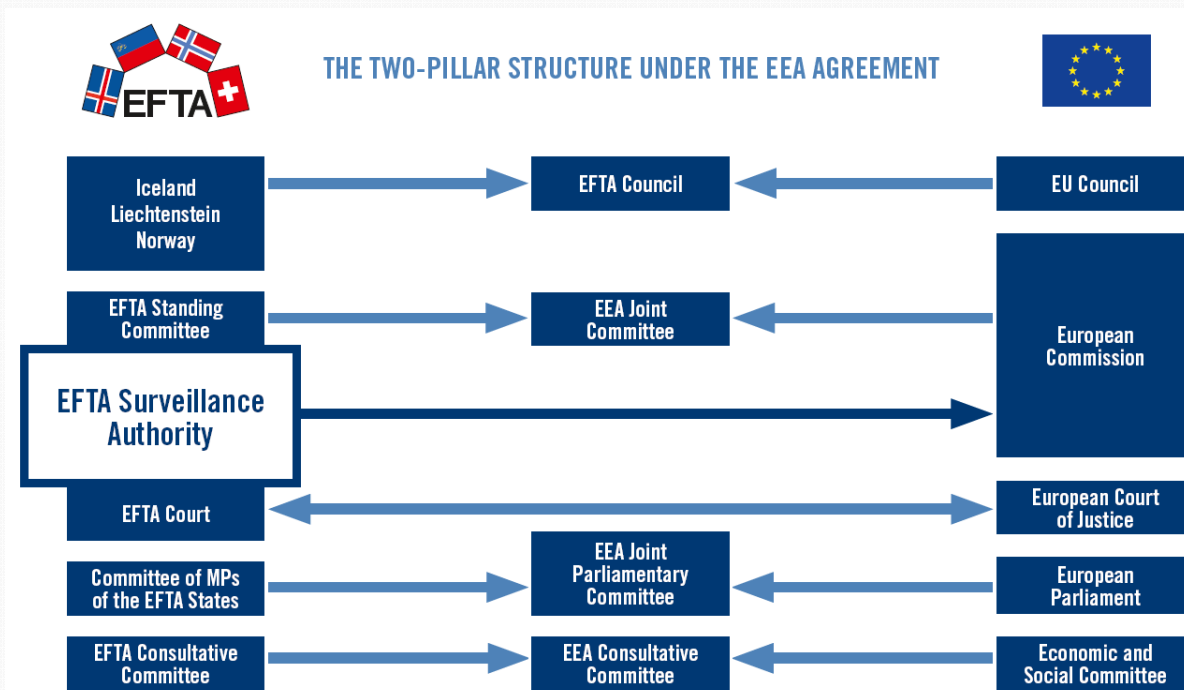 EFTA
THE TWO-PILLAR STRUCTURE UNDER THE EEA AGREEMENT
Iceland
Liechtenstein
Norway
EFTA Council
EU Council
EFTA Standing
Committee
EEA Joint
Committee
European
Commission
EFTA Surveillance
Authority
EFTA Court
European Court
of Justice
Committee of MPs
of the EFTA States
EEA Joint
Parliamentary
Committee
European
Parliament
EFTA Consultative
Committee
EEA Consultative
Committee
Economic and
Social Committee